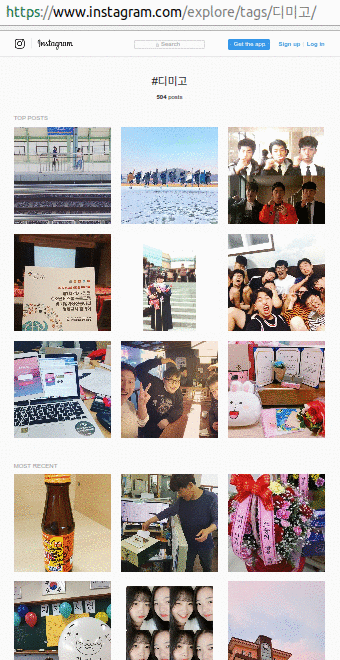 https://www.instagram.com/explore/tags/디미고/
Instagram
Search
Get the app
Sign up · Log in
#디미고
504 posts
TOP POSTS
MOST RECENT